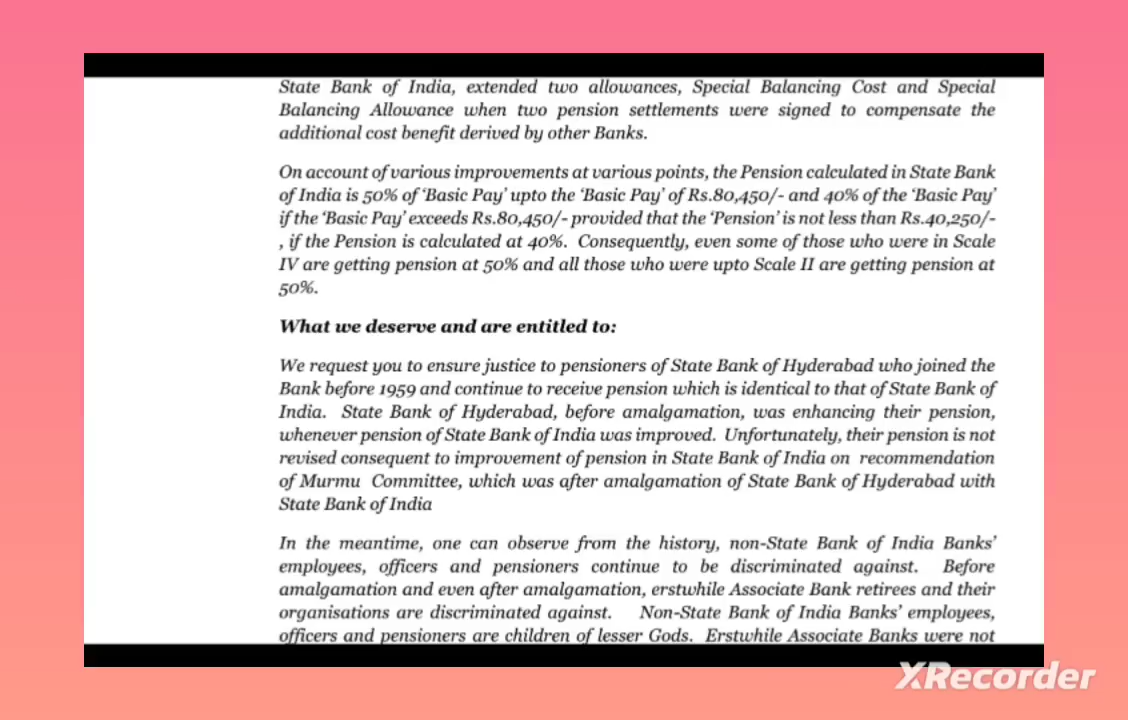 State Bank of India, extended two allowances, Special Balancing Cost and Special
Balancing Allowance when two pension settlements were signed to compensate the
additional cost benefit derived by other Banks.
On account of various improvements at various points, the Pension calculated in State Bank
of India is 50% of ‘Basic Pay’ upto the ‘Basic Pay’ of Rs.80,450/- and 40% of the ‘Basic Pay’
if the ‘Basic Pay’ exceeds Rs.80,450/- provided that the ‘Pension’ is not less than Rs.40,250/-
, if the Pension is calculated at 40%. Consequently, even some of those who were in Scale
IV are getting pension at 50% and all those who were upto Scale II are getting pension at
50%.
What we deserve and are entitled to:
We request you to ensure justice to pensioners of State Bank of Hyderabad who joined the
Bank before 1959 and continue to receive pension which is identical to that of State Bank of
India. State Bank of Hyderabad, before amalgamation, was enhancing their pension,
whenever pension of State Bank of India was improved. Unfortunately, their pension is not
revised consequent to improvement of pension in State Bank of India on recommendation
of Murmu Committee, which was after amalgamation of State Bank of Hyderabad with
State Bank of India
In the meantime, one can observe from the history, non-State Bank of India Banks’
employees, officers and pensioners continue to be discriminated against. Before
amalgamation and even after amalgamation, erstwhile Associate Bank retirees and their
organisations are discriminated against. Non-State Bank of India Banks’ employees,
officers and pensioners are children of lesser Gods. Erstwhile Associate Banks were not
XRecorder